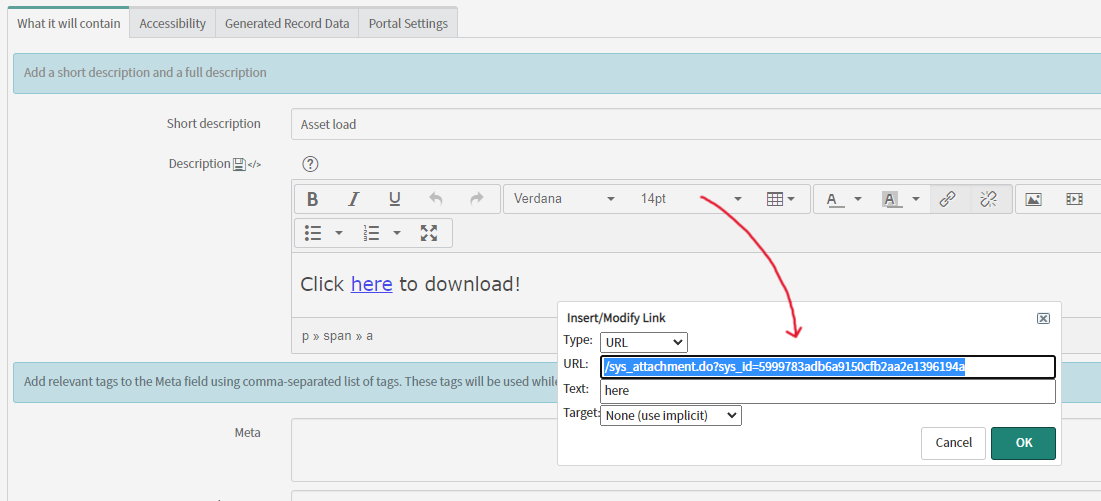 What it will contain
Accessibility
Generated Record Data
Portal Settings
Add a short description and a full description
Short description
Asset load
Description </>
?
B I U Verdana 14pt A A
Click here to download!
p » span » a
Insert/Modify Link
Type: URL
URL: /sys_attachment.do?sys_id=5999783adb6a9150cfb2aa2e1396194a
Text: here
Target: None (use implicit)
Cancel OK
Add relevant tags to the Meta field using comma-separated list of tags. These tags will be used while
Meta